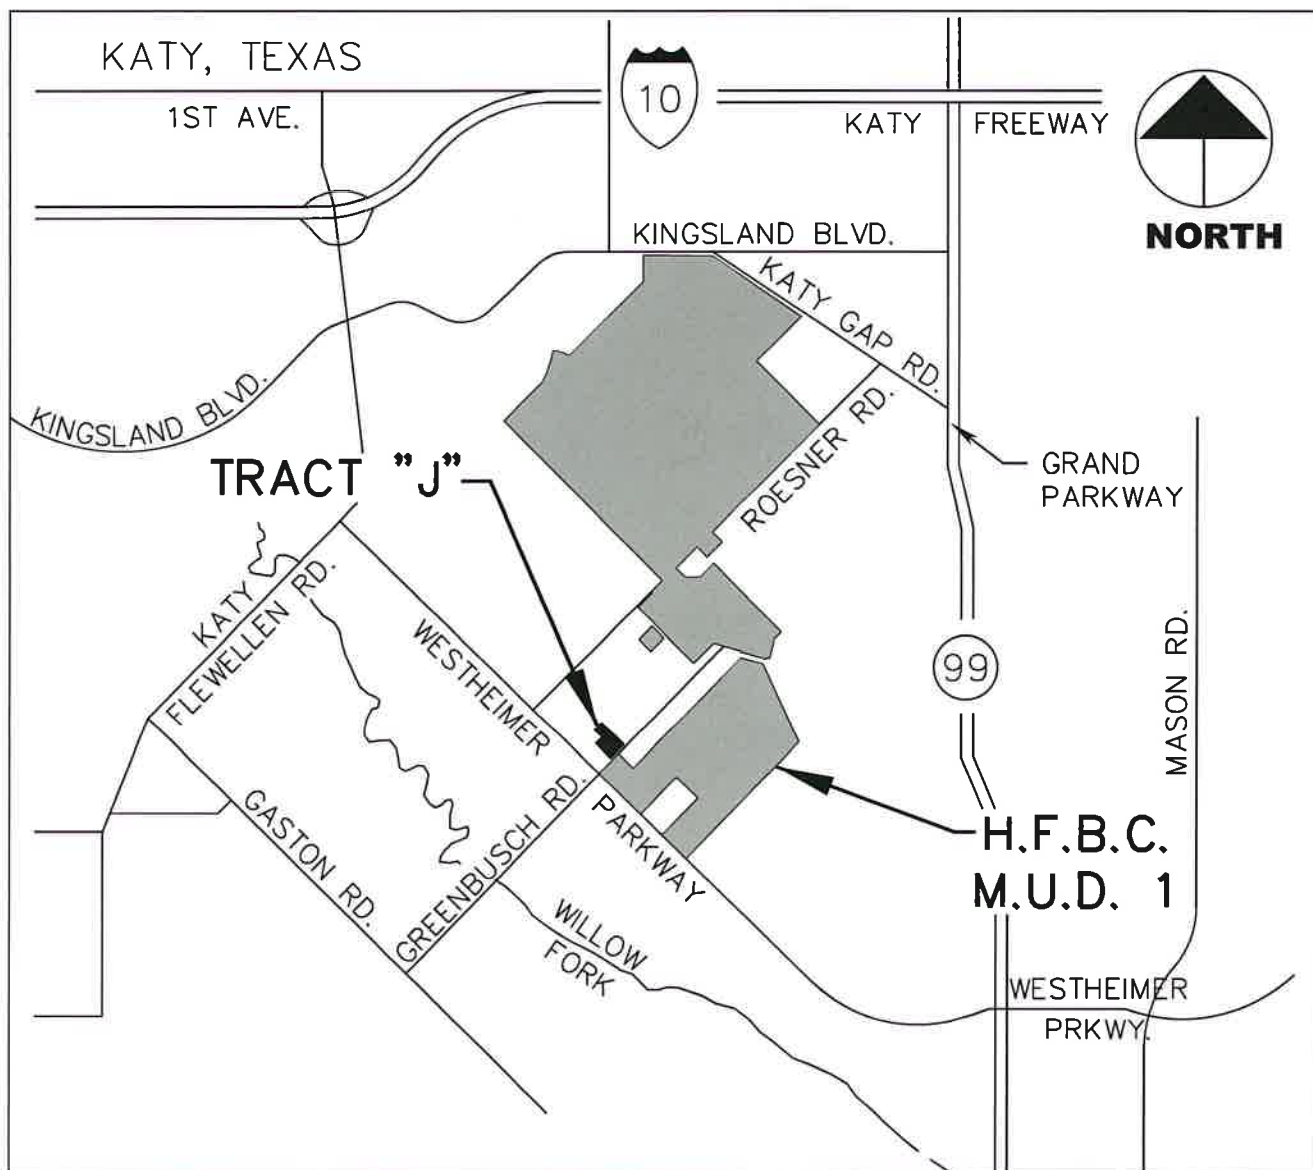 KATY, TEXAS
1ST AVE.
10
KATY FREEWAY
NORTH
KINGSLAND BLVD.
KATY GAP RD.
KINGSLAND BLVD.
ROESNER RD.
TRACT "J"
GRAND
PARKWAY
KATY
FLEWELLEN RD.
WESTHEIMER
PARKWAY
99
MASON RD.
GASTON RD.
GREENBUSCH RD.
H.F.B.C.
M.U.D. 1
WILLOW
FORK
WESTHEIMER
PRKWY.